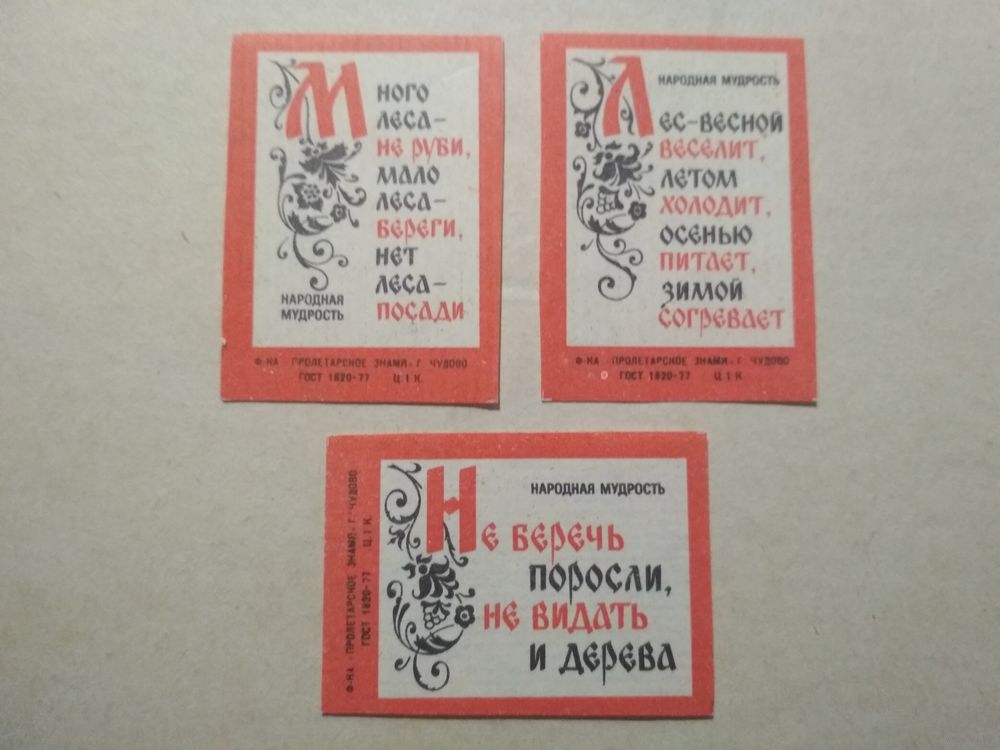 Много
леса–
не руби,
мало
леса–
береги,
нет
леса–
посади
НАРОДНАЯ
МУДРОСТЬ
Ф-КА „ПРОЛЕТАРСКОЕ ЗНАМЯ" Г. ЧУДОВО
ГОСТ 1820-77 Ц. 1 К.
НАРОДНАЯ МУДРОСТЬ
Лес-весной
веселит,
летом
холодит,
осенью
питает,
зимой
согревает
Ф-КА „ПРОЛЕТАРСКОЕ ЗНАМЯ" Г. ЧУДОВО
ГОСТ 1820-77 Ц. 1 К.
НАРОДНАЯ МУДРОСТЬ
Не беречь
поросли,
не видать
и дерева
Ф-КА „ПРОЛЕТАРСКОЕ ЗНАМЯ" Г. ЧУДОВО
ГОСТ 1820-77 Ц. 1 К.